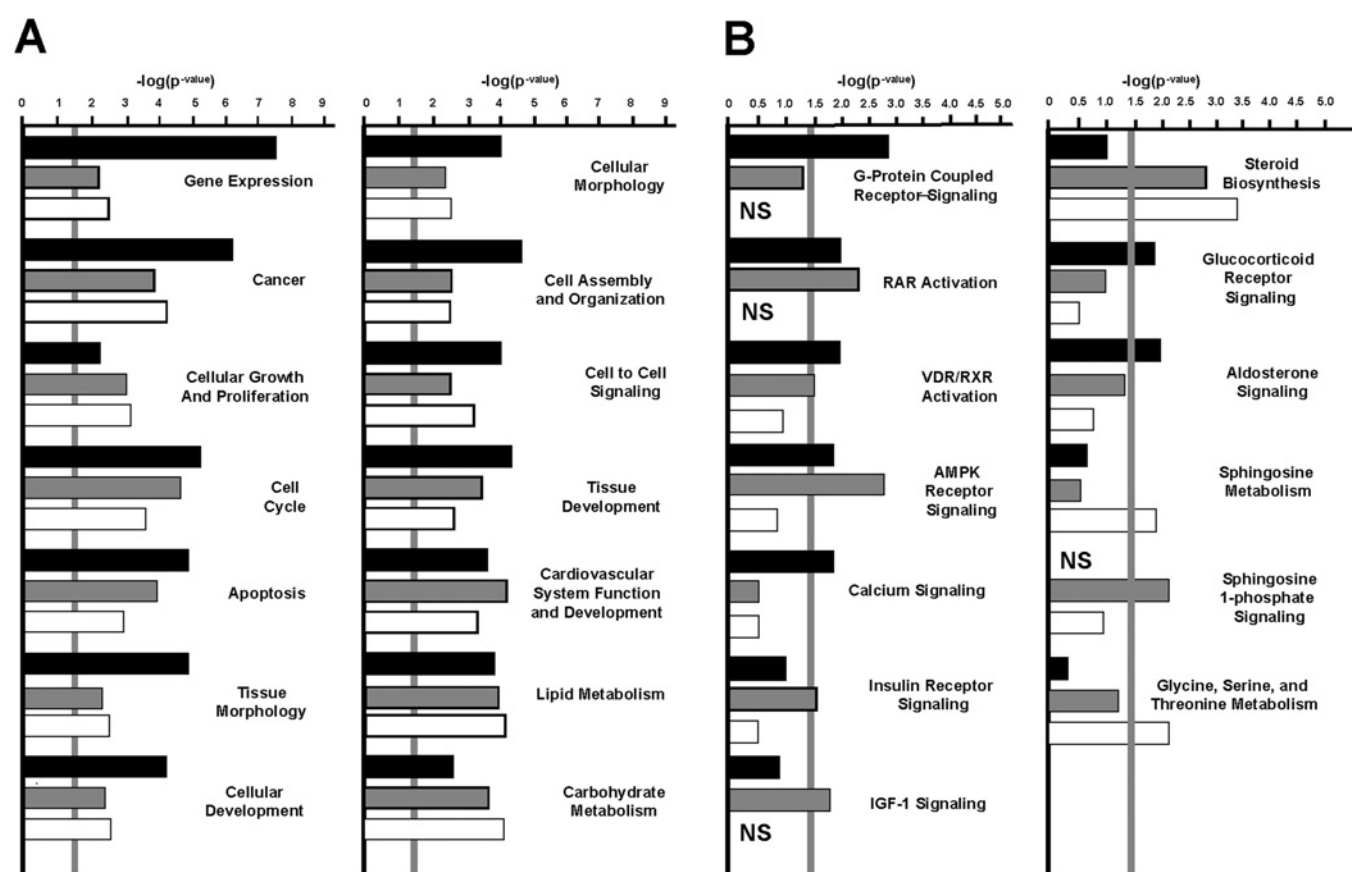 A
-log(p-value)
0 1 2 3 4 5 6 7 8 9
Gene Expression
Cancer
Cellular Growth
And Proliferation
Cell
Cycle
Apoptosis
Tissue
Morphology
Cellular
Development
-log(p-value)
0 1 2 3 4 5 6 7 8 9
Cellular
Morphology
Cell Assembly
and Organization
Cell to Cell
Signaling
Tissue
Development
Cardiovascular
System Function
and Development
Lipid Metabolism
Carbohydrate
Metabolism
B
-log(p-value)
0 0.5 1.0 1.5 2.0 2.5 3.0 3.5 4.0 5.0
G-Protein Coupled
Receptor-Signaling
NS
RAR Activation
NS
VDR/RXR
Activation
AMPK
Receptor
Signaling
Calcium Signaling
Insulin Receptor
Signaling
IGF-1 Signaling
NS
-log(p-value)
0 0.5 1.0 1.5 2.0 2.5 3.0 3.5 4.0 5.0
Steroid
Biosynthesis
Glucocorticoid
Receptor
Signaling
Aldosterone
Signaling
Sphingosine
Metabolism
NS
Sphingosine
1-phosphate
Signaling
Glycine, Serine, and
Threonine Metabolism